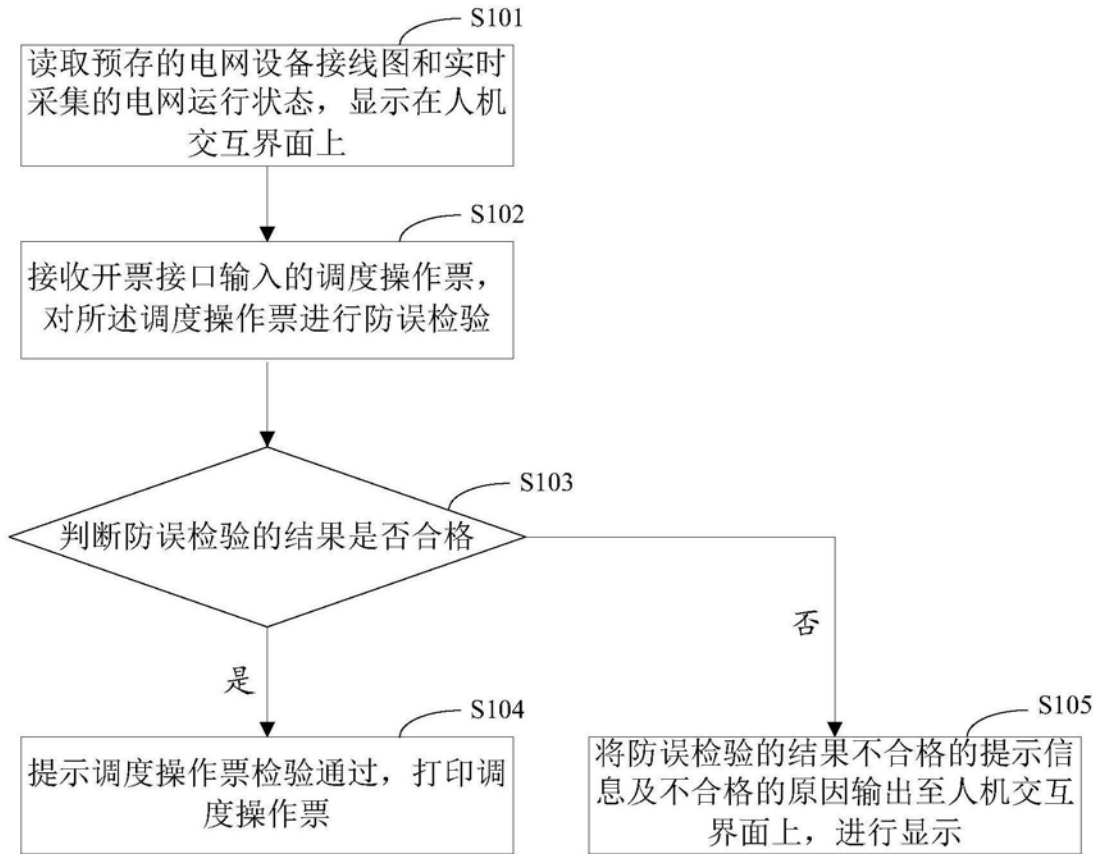 S101
读取预存的电网设备接线图和实时
采集的电网运行状态，显示在人机
交互界面上
S102
接收开票接口输入的调度操作票，
对所述调度操作票进行防误检验
S103
判断防误检验的结果是否合格
否
是
S104
提示调度操作票检验通过，打印调
度操作票
S105
将防误检验的结果不合格的提示信
息及不合格的原因输出至人机交互
界面上，进行显示